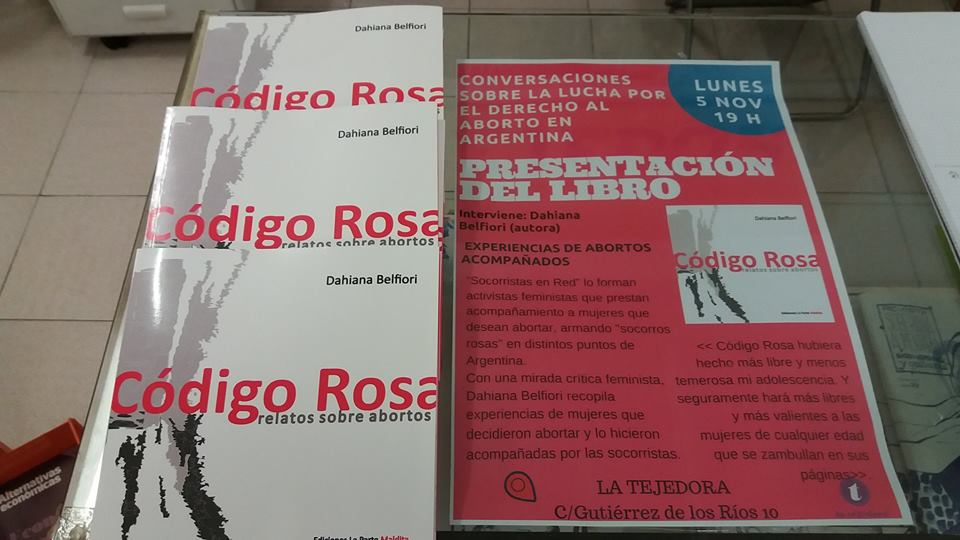 Dahiana Belfiori
Código Rosa
Dahiana Belfiori
Código Rosa
relatos sobre abortos
Dahiana Belfiori
Código Rosa
relatos sobre abortos
Ediciones La Parte Maldita
Alternativas
económicas
CONVERSACIONES
SOBRE LA LUCHA POR
EL DERECHO AL
ABORTO EN
ARGENTINA
LUNES
5 NOV
19 H
PRESENTACIÓN
DEL LIBRO
Interviene: Dahiana
Belfiori (autora)
EXPERIENCIAS DE ABORTOS
ACOMPAÑADOS
"Socorristas en Red" lo forman
activistas feministas que prestan
acompañamiento a mujeres que
desean abortar, armando "socorros
rosas" en distintos puntos de
Argentina.
Con una mirada crítica feminista,
Dahiana Belfiori recopila
experiencias de mujeres que
decidieron abortar y lo hicieron
acompañadas por las socorristas.
Dahiana Belfiori
Código Rosa
relatos sobre abortos
Ediciones La Parte Maldita
<< Código Rosa hubiera
hecho más libre y menos
temerosa mi adolescencia. Y
seguramente hará más libres
y más valientes a las
mujeres de cualquier edad
que se zambullan en sus
páginas>>.
LA TEJEDORA
C/Gutiérrez de los Ríos 10
t